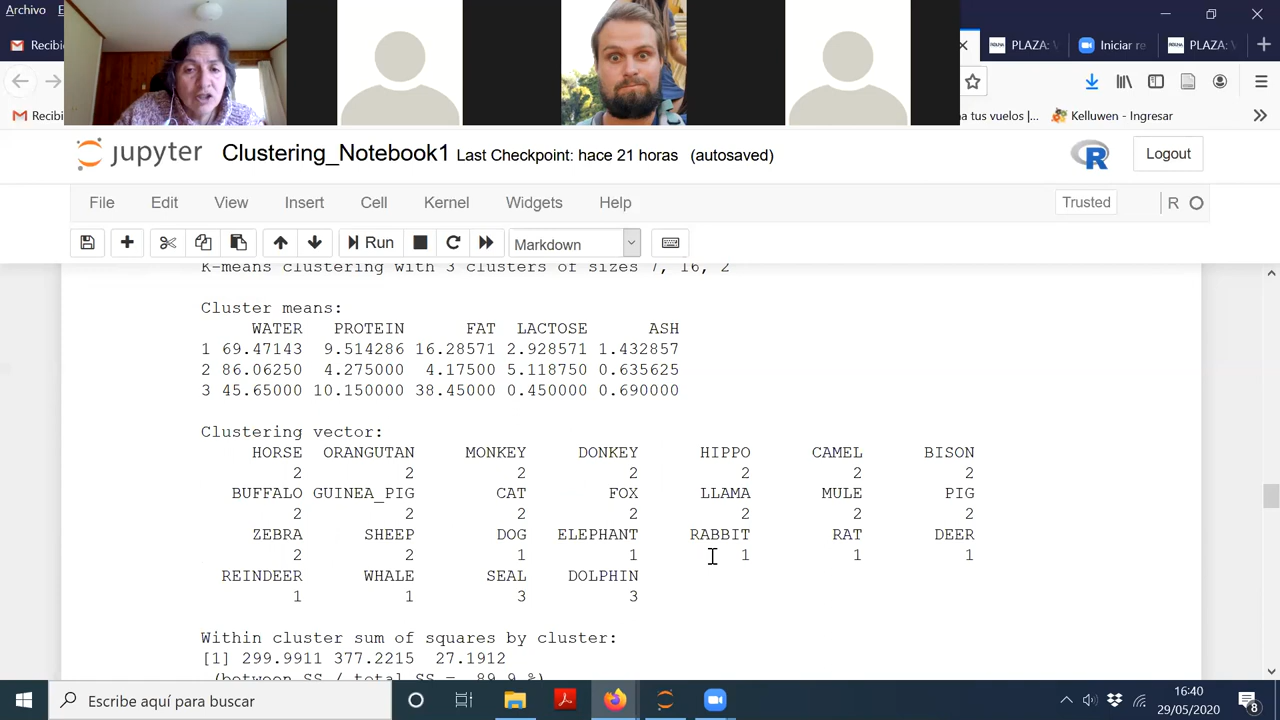 Archivo
Recibi
PLAZA: V
Iniciar re
PLAZA: V
Recibi
na tus vuelos |...
Kelluwen - Ingresar
jupyter
Clustering_Notebook1 Last Checkpoint: hace 21 horas (autosaved)
R
Logout
File Edit View Insert Cell Kernel Widgets Help
Trusted
R
Run
Markdown
K-means clustering with 3 clusters of sizes 7, 16, 2
Cluster means:
WATER PROTEIN FAT LACTOSE ASH
1 69.47143 9.514286 16.28571 2.928571 1.432857
2 86.06250 4.275000 4.17500 5.118750 0.635625
3 45.65000 10.150000 38.45000 0.450000 0.690000
Clustering vector:
HORSE ORANGUTAN MONKEY DONKEY HIPPO CAMEL BISON
2 2 2 2 2 2 2
BUFFALO GUINEA_PIG CAT FOX LLAMA MULE PIG
2 2 2 2 2 2 2
ZEBRA SHEEP DOG ELEPHANT RABBIT RAT DEER
2 2 1 1 1 1 1
REINDEER WHALE SEAL DOLPHIN
1 1 3 3
Within cluster sum of squares by cluster:
[1] 299.9911 377.2215 27.1912
(between_SS / total_SS = 89.9 %)
Escribe aquí para buscar
16:40
29/05/2020
8